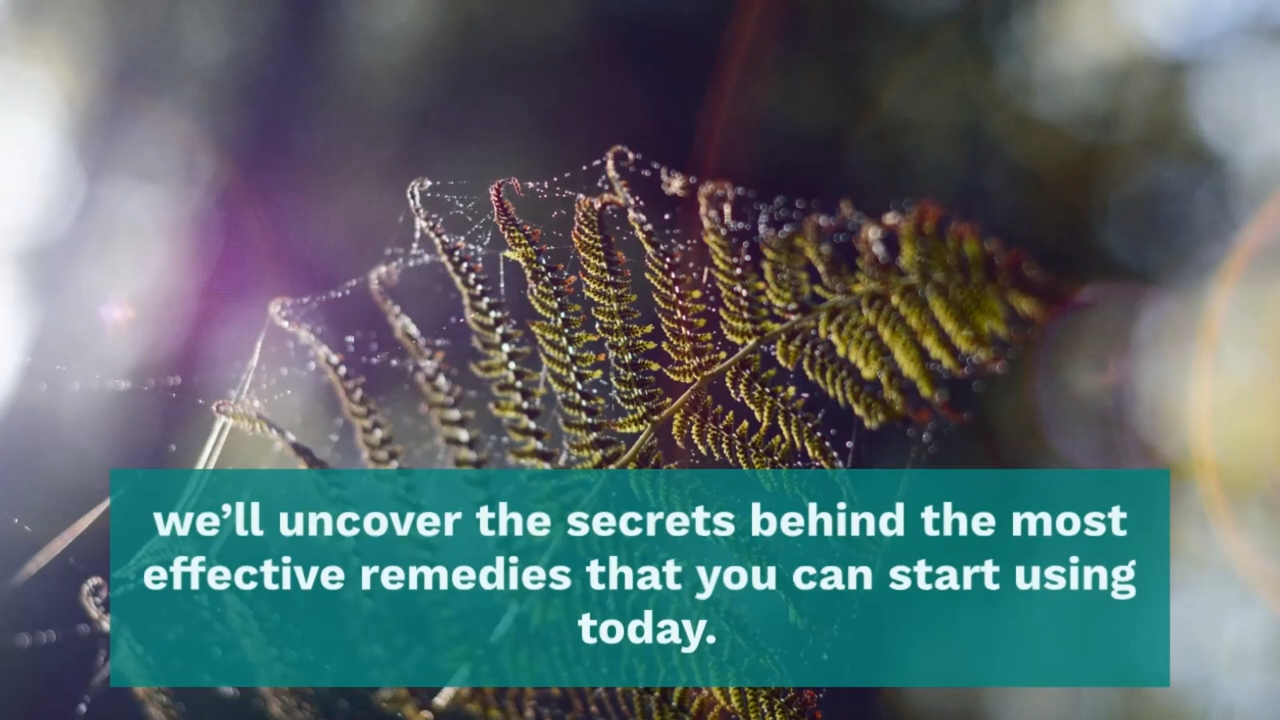 we’ll uncover the secrets behind the most
effective remedies that you can start using
today.